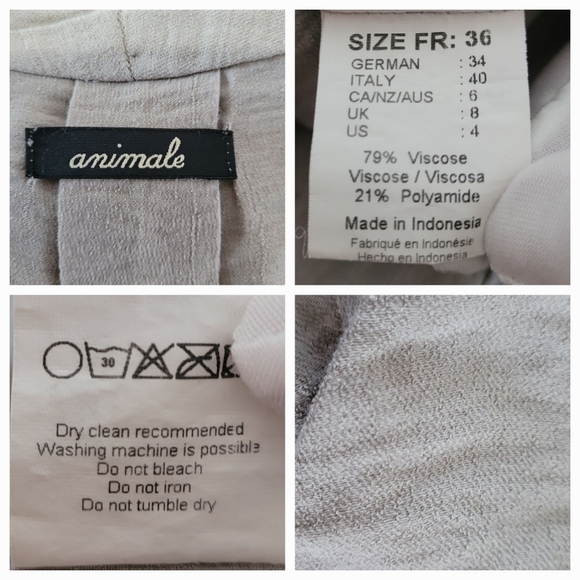 animale
SIZE FR: 36
GERMAN : 34
ITALY : 40
CA/NZ/AUS : 6
UK : 8
US : 4
79% Viscose
Viscose / Viscosa
21% Polyamide
Made in Indonesia
Fabriqué en Indonésie
Hecho en Indonesia
30
Dry clean recommended
Washing machine is possible
Do not bleach
Do not iron
Do not tumble dry